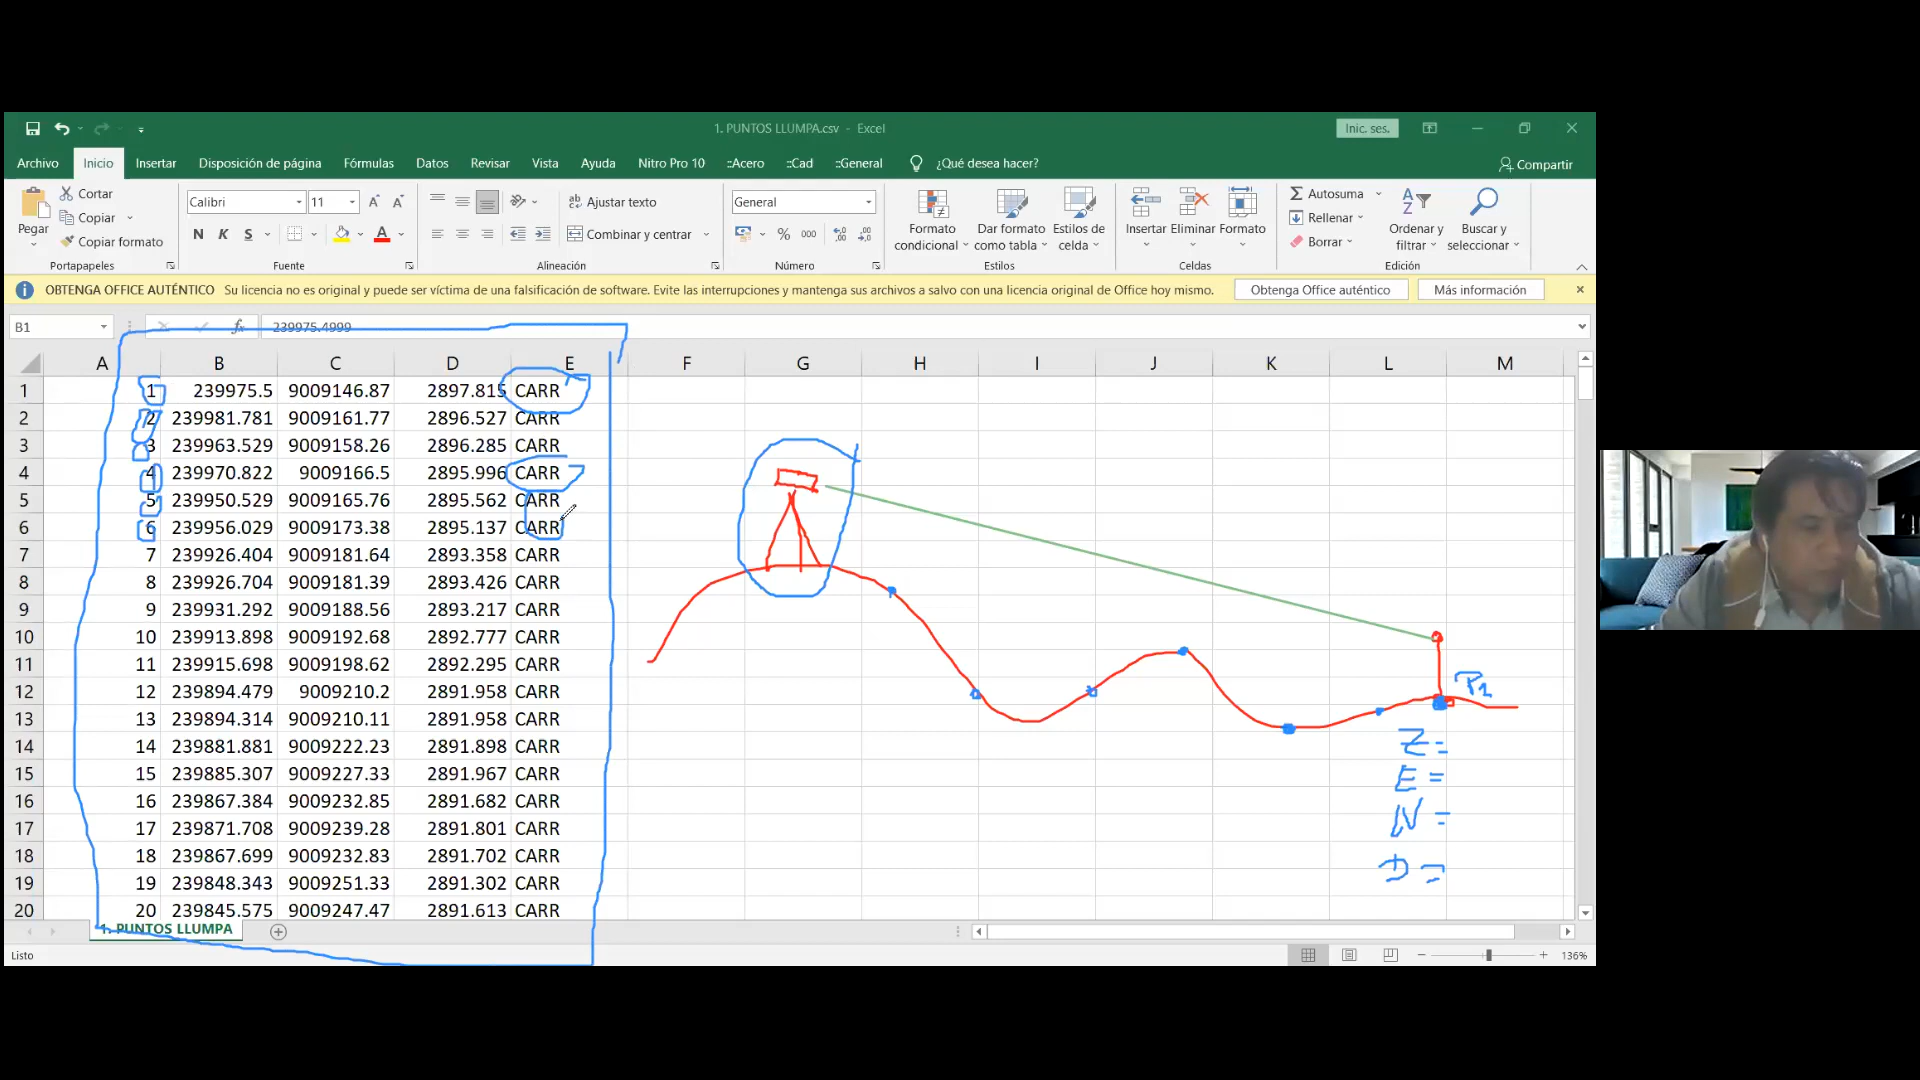 1. PUNTOS LLUMPA.csv - Excel
Inic. ses.
Archivo Inicio Insertar Disposición de página Fórmulas Datos Revisar Vista Ayuda Nitro Pro 10 ::Acero ::Cad ::General ¿Qué desea hacer? Compartir
Pegar
Cortar
Copiar
Copiar formato
Portapapeles
Calibri 11
N K S
Fuente
Ajustar texto
Combinar y centrar
Alineación
General
% 000
Número
Formato condicional
Dar formato como tabla
Estilos de celda
Estilos
Insertar Eliminar Formato
Celdas
Autosuma
Rellenar
Borrar
Ordenar y filtrar
Buscar y seleccionar
Edición
OBTENGA OFFICE AUTÉNTICO Su licencia no es original y puede ser víctima de una falsificación de software. Evite las interrupciones y mantenga sus archivos a salvo con una licencia original de Office hoy mismo. Obtenga Office auténtico Más información
B1 fx 239975.4999
A B C D E F G H I J K L M
1 1 239975.5 9009146.87 2897.815 CARR
2 2 239981.781 9009161.77 2896.527 CARR
3 3 239963.529 9009158.26 2896.285 CARR
4 4 239970.822 9009166.5 2895.996 CARR
5 5 239950.529 9009165.76 2895.562 CARR
6 6 239956.029 9009173.38 2895.137 CARR
7 7 239926.404 9009181.64 2893.358 CARR
8 8 239926.704 9009181.39 2893.426 CARR
9 9 239931.292 9009188.56 2893.217 CARR
10 10 239913.898 9009192.68 2892.777 CARR
11 11 239915.698 9009198.62 2892.295 CARR
12 12 239894.479 9009210.2 2891.958 CARR
13 13 239894.314 9009210.11 2891.958 CARR
14 14 239881.881 9009222.23 2891.898 CARR
15 15 239885.307 9009227.33 2891.967 CARR
16 16 239867.384 9009232.85 2891.682 CARR
17 17 239871.708 9009239.28 2891.801 CARR
18 18 239867.699 9009232.83 2891.702 CARR
19 19 239848.343 9009251.33 2891.302 CARR
20 20 239845.575 9009247.47 2891.613 CARR
P1
Z=
E=
N=
D=
1. PUNTOS LLUMPA
Listo
136%